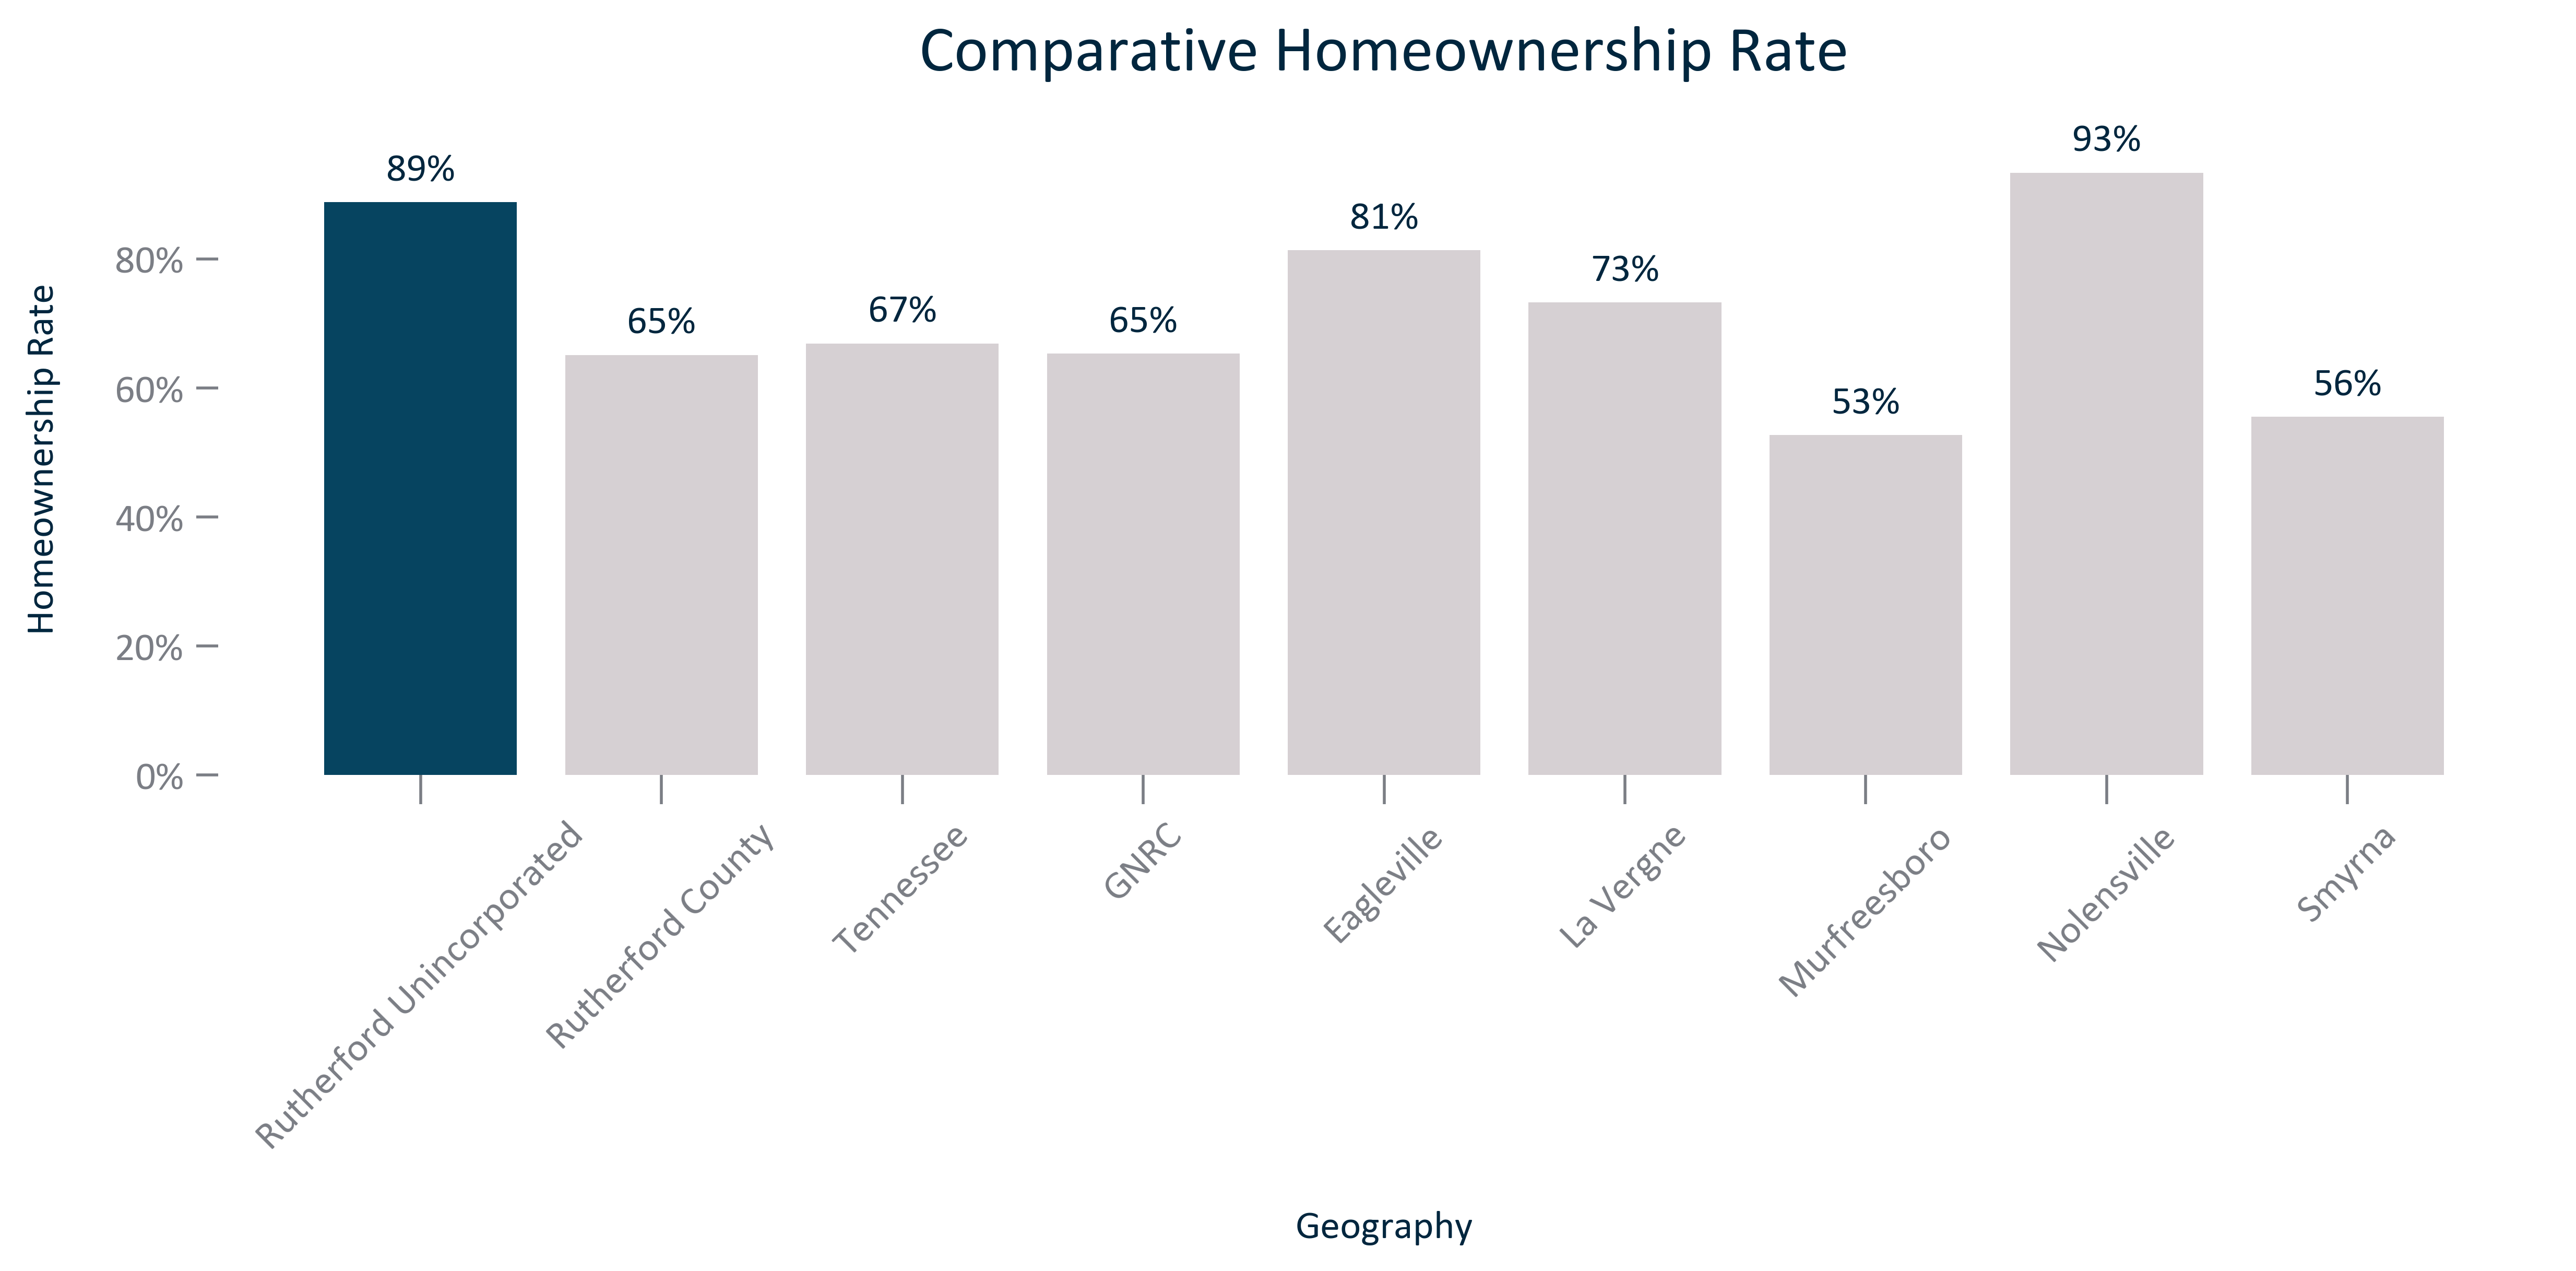 Comparative Homeownership Rate
Homeownership Rate
80%
60%
40%
20%
0%
89%
65%
67%
65%
81%
73%
53%
93%
56%
Rutherford Unincorporated
Rutherford County
Tennessee
GNRC
Eagleville
La Vergne
Murfreesboro
Nolensville
Smyrna
Geography